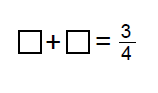 □ + □ = 3/4